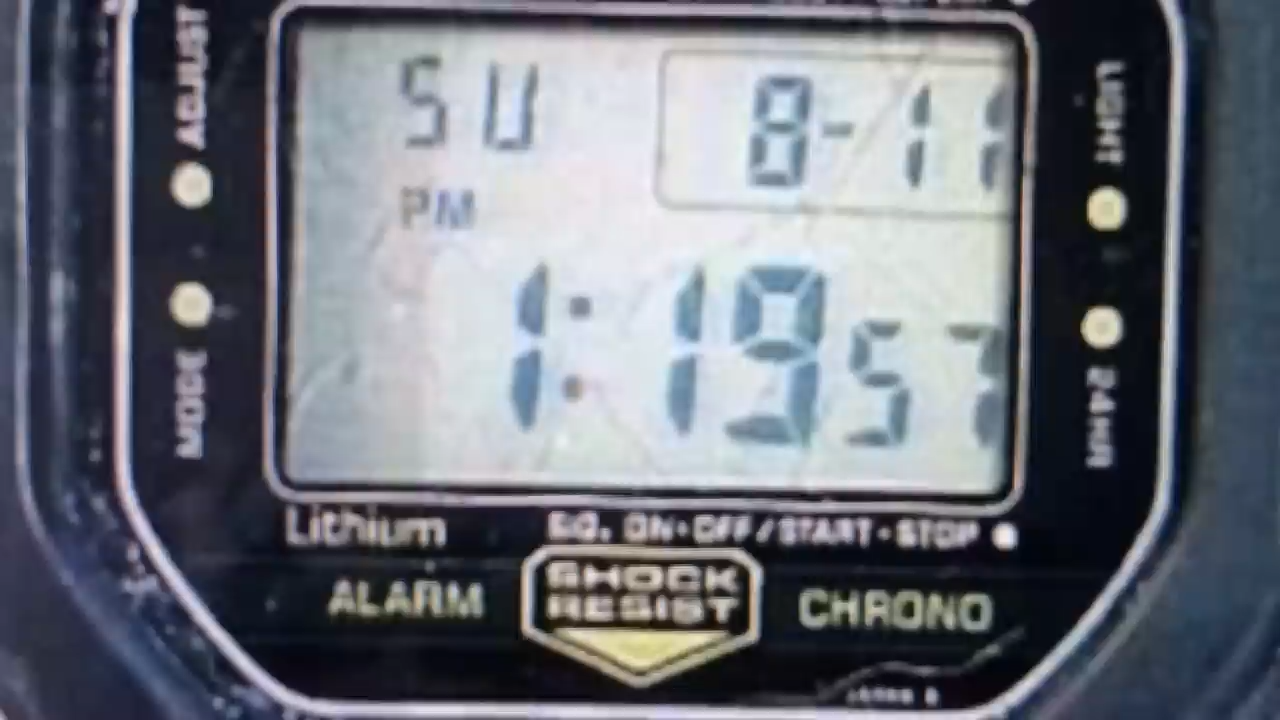 ADJUST
LIGHT
SU 8-11
PM
1:19 57
MODE
24HR
Lithium
SIG. ON·OFF/START·STOP
ALARM
SHOCK
RESIST
CHRONO